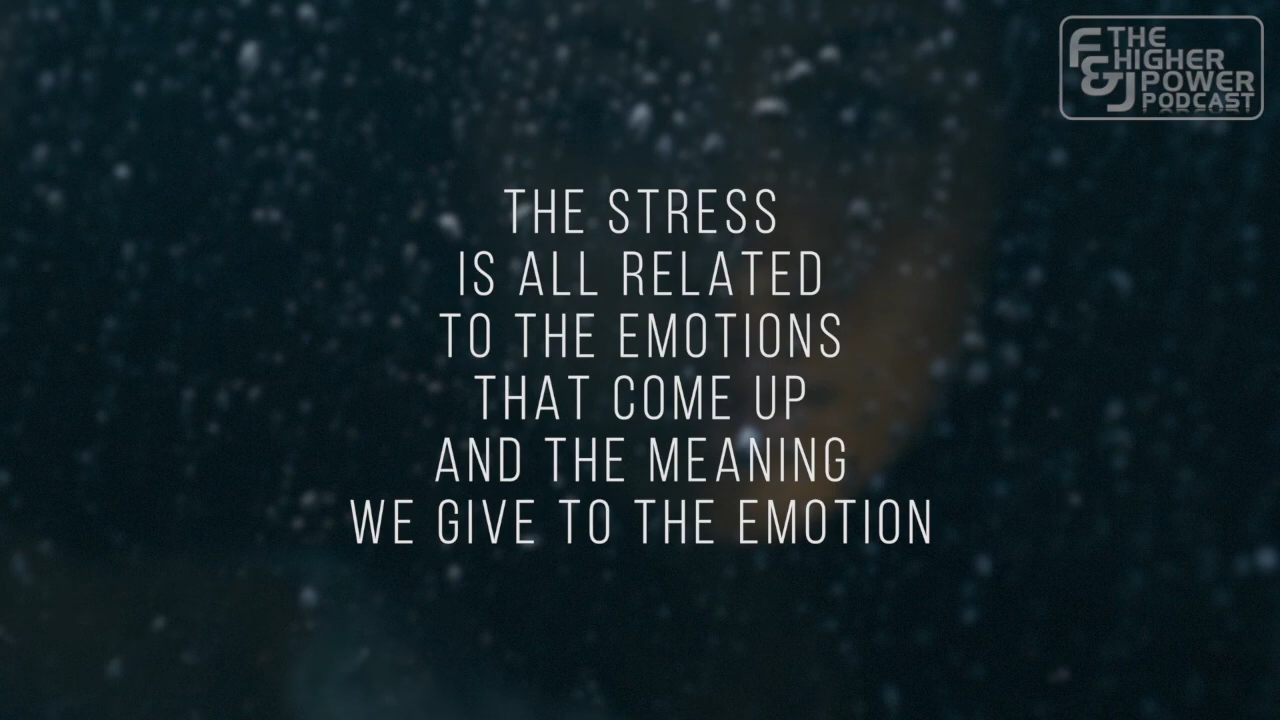 F&J THE
HIGHER
POWER
PODCAST
THE STRESS
IS ALL RELATED
TO THE EMOTIONS
THAT COME UP
AND THE MEANING
WE GIVE TO THE EMOTION